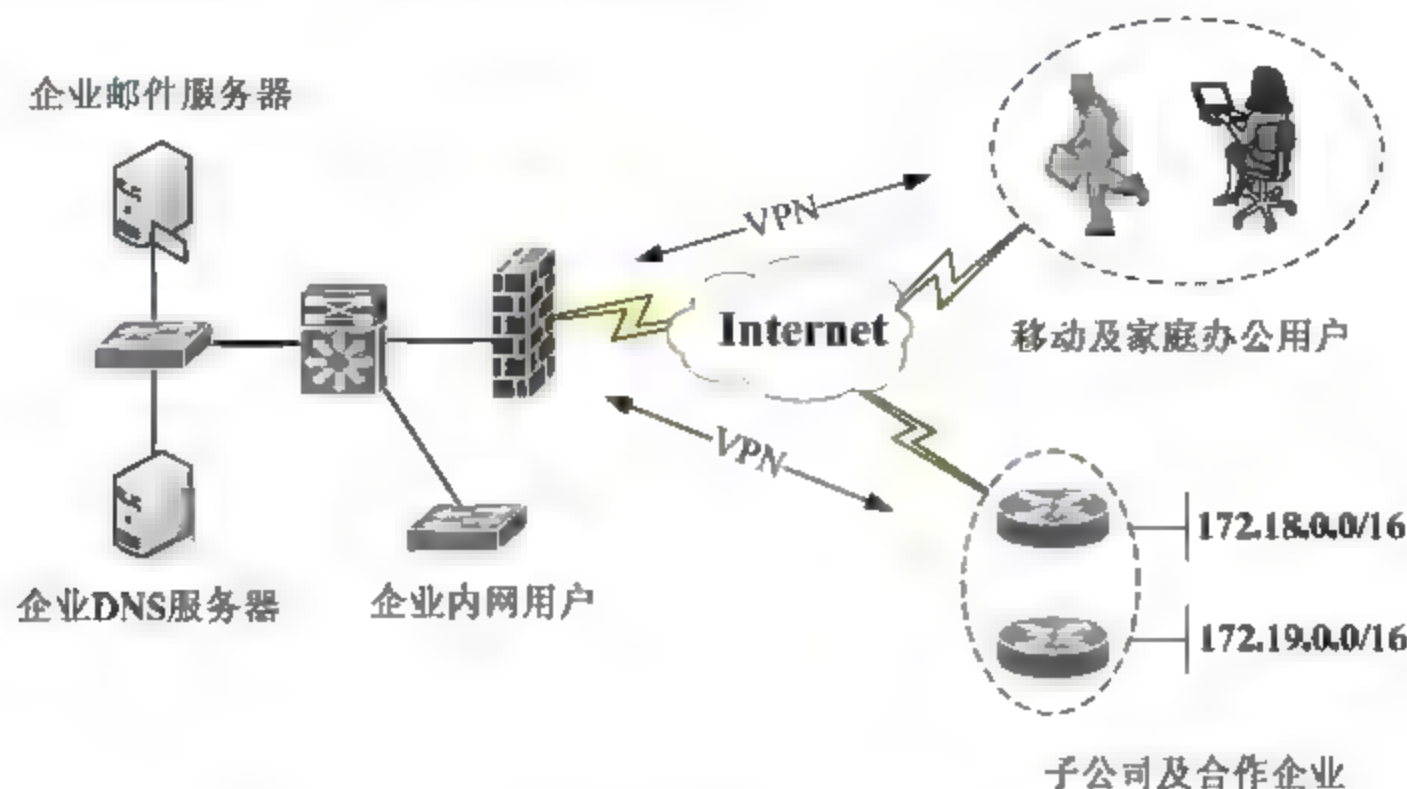 企业邮件服务器
VPN
Internet
移动及家庭办公用户
VPN
172.18.0.0/16
企业DNS服务器
企业内网用户
172.19.0.0/16
子公司及合作企业